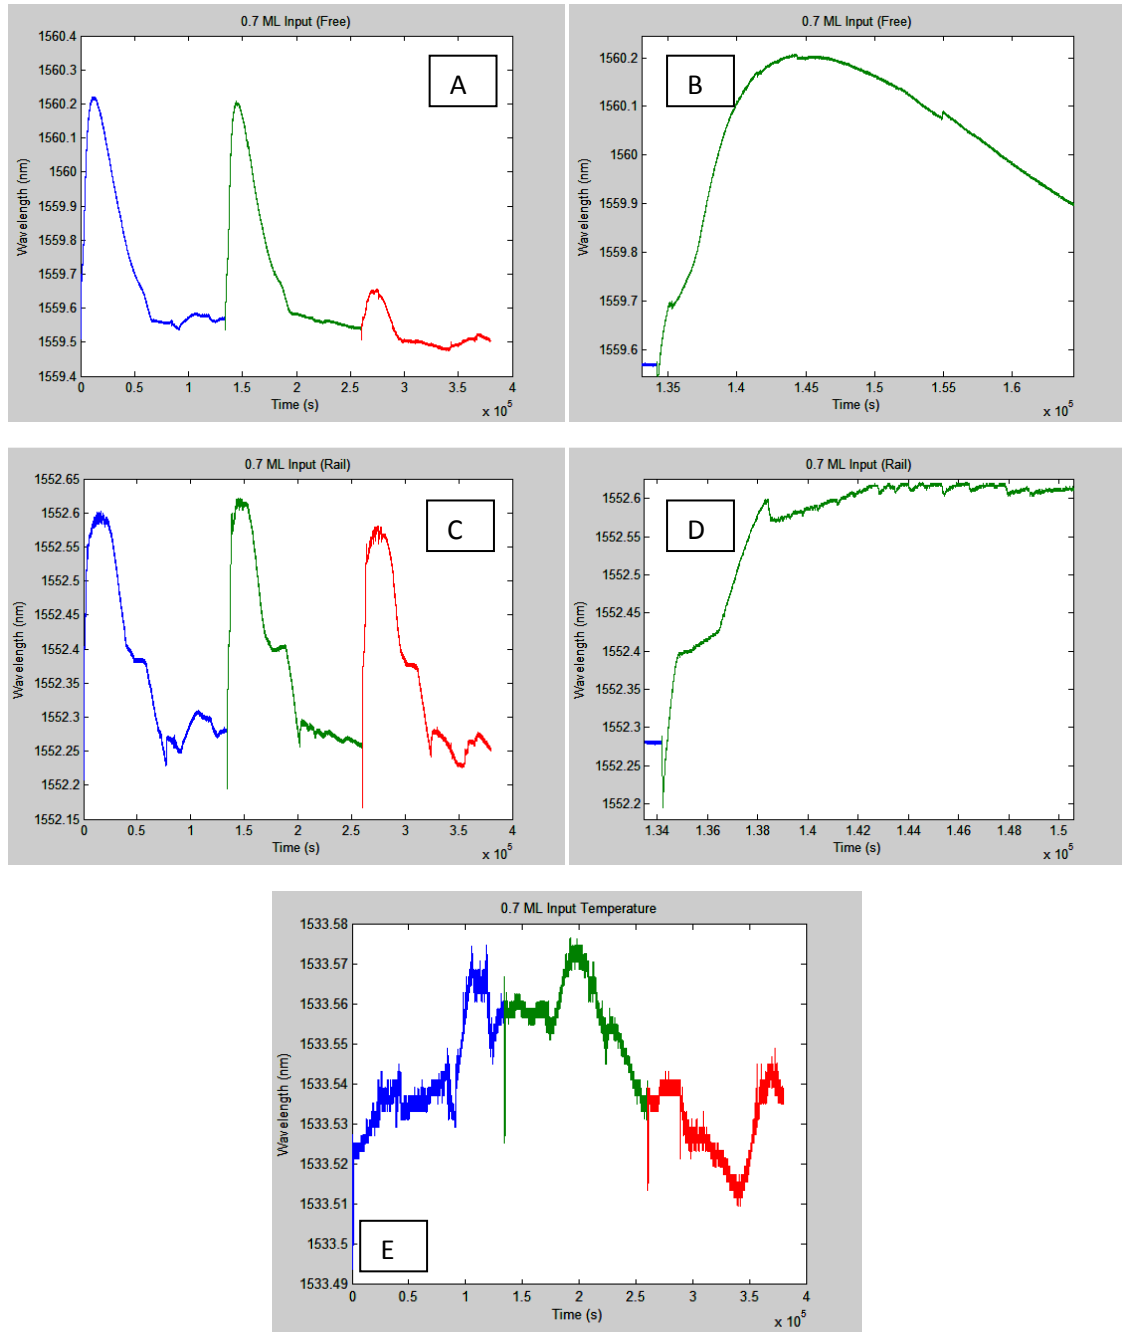 0.7 ML Input (Free)
1560.4
1560.3
1560.2
1560.1
1560
1559.9
1559.8
1559.7
1559.6
1559.5
1559.4
Wavelength (nm)
A
0 0.5 1 1.5 2 2.5 3 3.5 4
Time (s)
x 10^5
0.7 ML Input (Free)
1560.2
1560.1
1560
1559.9
1559.8
1559.7
1559.6
Wavelength (nm)
B
1.35 1.4 1.45 1.5 1.55 1.6
Time (s)
x 10^5
0.7 ML Input (Rail)
1552.65
1552.6
1552.55
1552.5
1552.45
1552.4
1552.35
1552.3
1552.25
1552.2
1552.15
Wavelength (nm)
C
0 0.5 1 1.5 2 2.5 3 3.5 4
Time (s)
x 10^5
0.7 ML Input (Rail)
1552.6
1552.55
1552.5
1552.45
1552.4
1552.35
1552.3
1552.25
1552.2
Wavelength (nm)
D
1.34 1.36 1.38 1.4 1.42 1.44 1.46 1.48 1.5
Time (s)
x 10^5
0.7 ML Input Temperature
1533.58
1533.57
1533.56
1533.55
1533.54
1533.53
1533.52
1533.51
1533.5
1533.49
Wavelength (nm)
E
0 0.5 1 1.5 2 2.5 3 3.5 4
Time (s)
x 10^5